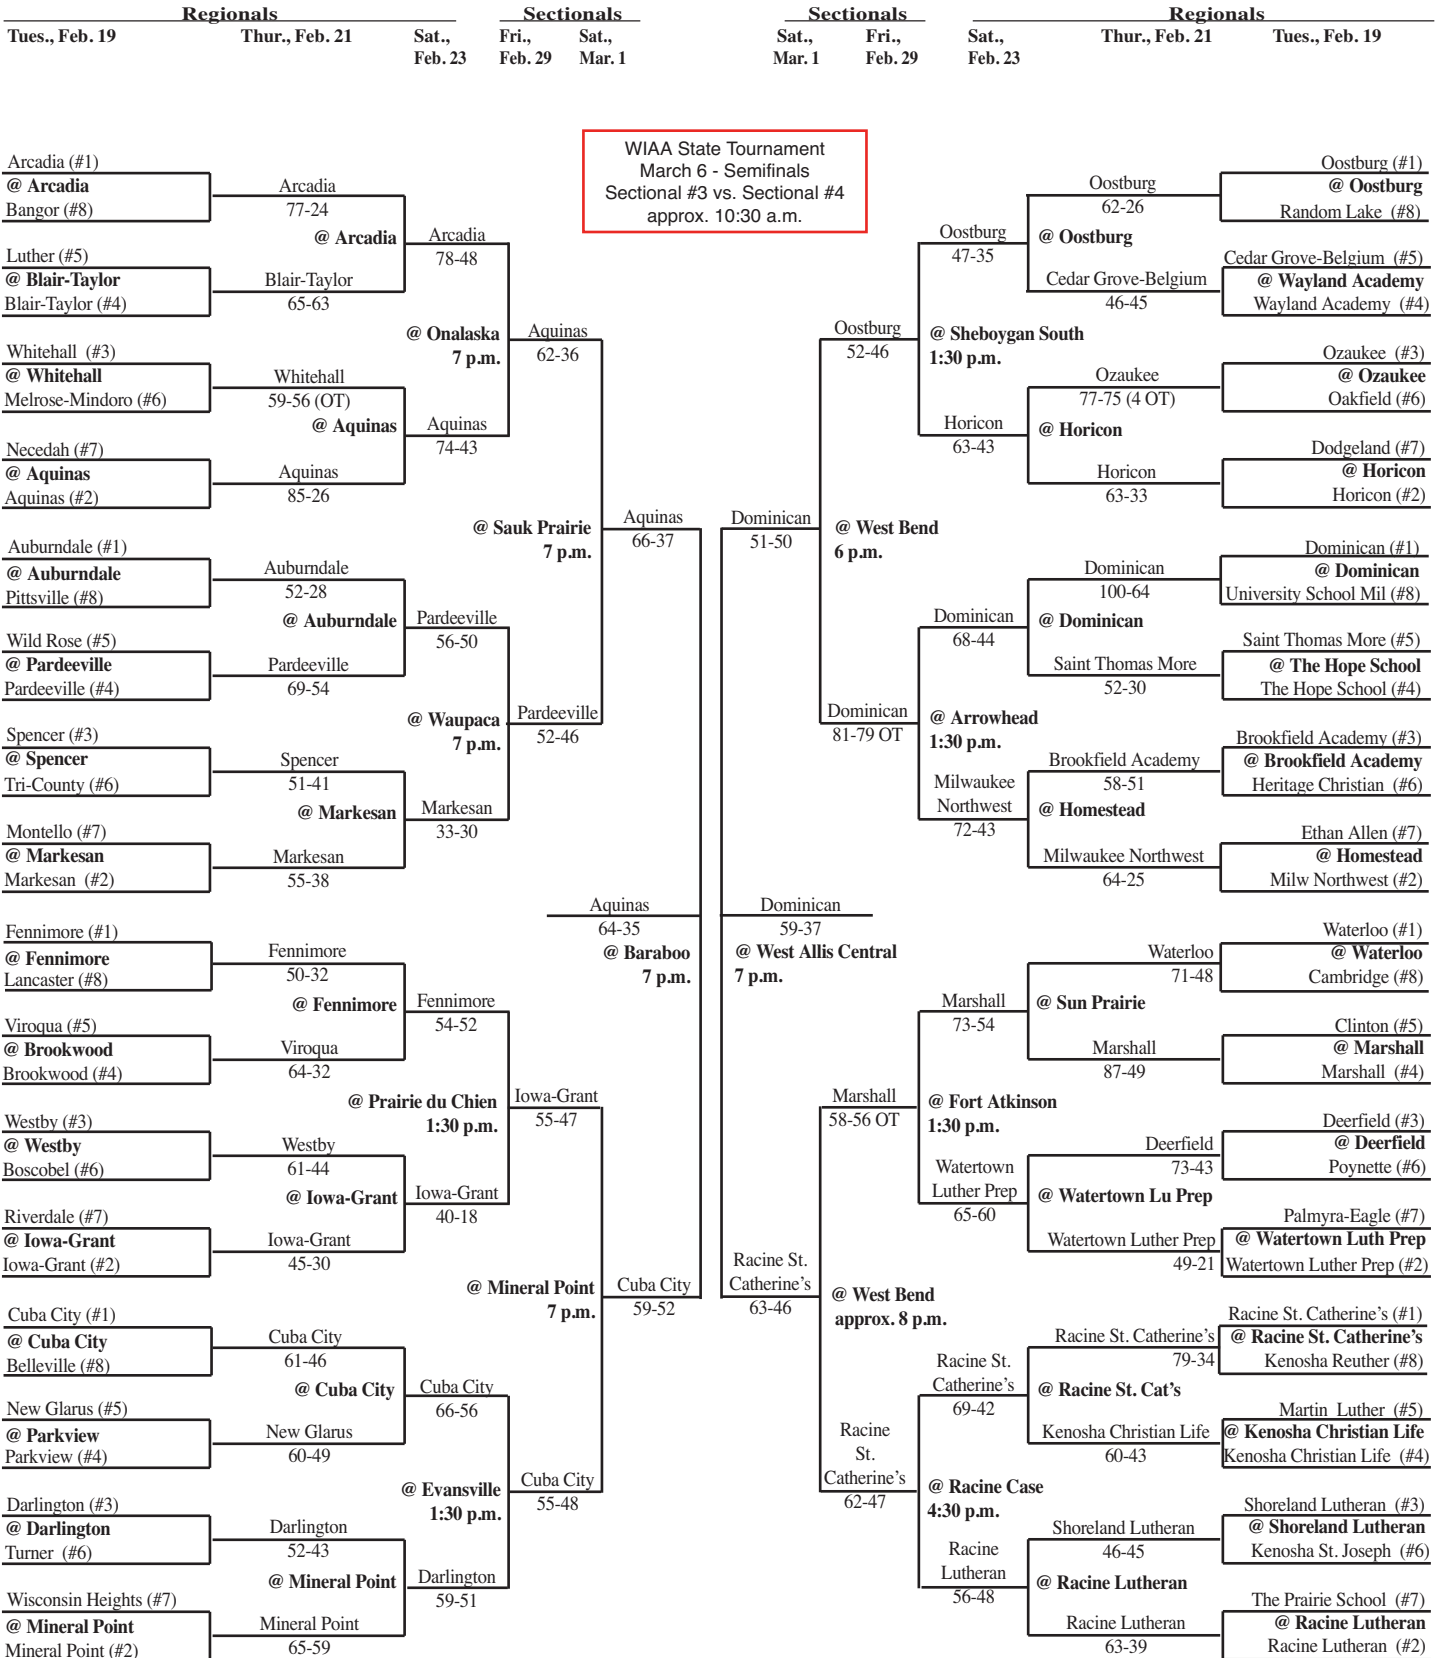 Regionals
Sectionals
Sectionals
Regionals
Tues., Feb. 19
Thur., Feb. 21
Sat.,
Feb. 23
Fri.,
Feb. 29
Sat.,
Mar. 1
Sat.,
Mar. 1
Fri.,
Feb. 29
Sat.,
Feb. 23
Thur., Feb. 21
Tues., Feb. 19
WIAA State Tournament
March 6 - Semifinals
Sectional #3 vs. Sectional #4
approx. 10:30 a.m.
Arcadia (#1)
@ Arcadia
Bangor (#8)
Luther (#5)
@ Blair-Taylor
Blair-Taylor (#4)
Whitehall (#3)
@ Whitehall
Melrose-Mindoro (#6)
Necedah (#7)
@ Aquinas
Aquinas (#2)
Auburndale (#1)
@ Auburndale
Pittsville (#8)
Wild Rose (#5)
@ Pardeeville
Pardeeville (#4)
Spencer (#3)
@ Spencer
Tri-County (#6)
Montello (#7)
@ Markesan
Markesan (#2)
Fennimore (#1)
@ Fennimore
Lancaster (#8)
Viroqua (#5)
@ Brookwood
Brookwood (#4)
Westby (#3)
@ Westby
Boscobel (#6)
Riverdale (#7)
@ Iowa-Grant
Iowa-Grant (#2)
Cuba City (#1)
@ Cuba City
Belleville (#8)
New Glarus (#5)
@ Parkview
Parkview (#4)
Darlington (#3)
@ Darlington
Turner (#6)
Wisconsin Heights (#7)
@ Mineral Point
Mineral Point (#2)
Arcadia
77-24
@ Arcadia
Blair-Taylor
65-63
Whitehall
59-56 (OT)
@ Aquinas
Aquinas
85-26
Auburndale
52-28
@ Auburndale
Pardeeville
69-54
Spencer
51-41
@ Markesan
Markesan
55-38
Fennimore
50-32
@ Fennimore
Viroqua
64-32
Westby
61-44
@ Iowa-Grant
Iowa-Grant
45-30
Cuba City
61-46
@ Cuba City
New Glarus
60-49
Darlington
52-43
@ Mineral Point
Mineral Point
65-59
Arcadia
78-48
@ Onalaska
7 p.m.
Aquinas
74-43
Pardeeville
56-50
@ Waupaca
7 p.m.
Markesan
33-30
Fennimore
54-52
@ Prairie du Chien
1:30 p.m.
Iowa-Grant
40-18
Cuba City
66-56
@ Evansville
1:30 p.m.
Darlington
59-51
Aquinas
62-36
@ Sauk Prairie
7 p.m.
Pardeeville
52-46
Iowa-Grant
55-47
@ Mineral Point
7 p.m.
Cuba City
55-48
Aquinas
66-37
Aquinas
64-35
@ Baraboo
7 p.m.
Cuba City
59-52
Dominican
51-50
Dominican
59-37
@ West Allis Central
7 p.m.
Racine St.
Catherine's
63-46
Oostburg
52-46
@ West Bend
6 p.m.
Dominican
81-79 OT
Marshall
58-56 OT
@ West Bend
approx. 8 p.m.
Racine
St.
Catherine's
62-47
Oostburg
47-35
@ Sheboygan South
1:30 p.m.
Horicon
63-43
Dominican
68-44
@ Arrowhead
1:30 p.m.
Milwaukee
Northwest
72-43
Marshall
73-54
@ Fort Atkinson
1:30 p.m.
Watertown
Luther Prep
65-60
Racine St.
Catherine's
69-42
@ Racine Case
4:30 p.m.
Racine
Lutheran
56-48
Oostburg
62-26
@ Oostburg
Cedar Grove-Belgium
46-45
Ozaukee
77-75 (4 OT)
@ Horicon
Horicon
63-33
Dominican
100-64
@ Dominican
Saint Thomas More
52-30
Brookfield Academy
58-51
@ Homestead
Milwaukee Northwest
64-25
Waterloo
71-48
@ Sun Prairie
Marshall
87-49
Deerfield
73-43
@ Watertown Lu Prep
Watertown Luther Prep
49-21
Racine St. Catherine's
79-34
@ Racine St. Cat's
Kenosha Christian Life
60-43
Shoreland Lutheran
46-45
@ Racine Lutheran
Racine Lutheran
63-39
Oostburg (#1)
@ Oostburg
Random Lake (#8)
Cedar Grove-Belgium (#5)
@ Wayland Academy
Wayland Academy (#4)
Ozaukee (#3)
@ Ozaukee
Oakfield (#6)
Dodgeland (#7)
@ Horicon
Horicon (#2)
Dominican (#1)
@ Dominican
University School Mil (#8)
Saint Thomas More (#5)
@ The Hope School
The Hope School (#4)
Brookfield Academy (#3)
@ Brookfield Academy
Heritage Christian (#6)
Ethan Allen (#7)
@ Homestead
Milw Northwest (#2)
Waterloo (#1)
@ Waterloo
Cambridge (#8)
Clinton (#5)
@ Marshall
Marshall (#4)
Deerfield (#3)
@ Deerfield
Poynette (#6)
Palmyra-Eagle (#7)
@ Watertown Luth Prep
Watertown Luther Prep (#2)
Racine St. Catherine's (#1)
@ Racine St. Catherine's
Kenosha Reuther (#8)
Martin Luther (#5)
@ Kenosha Christian Life
Kenosha Christian Life (#4)
Shoreland Lutheran (#3)
@ Shoreland Lutheran
Kenosha St. Joseph (#6)
The Prairie School (#7)
@ Racine Lutheran
Racine Lutheran (#2)